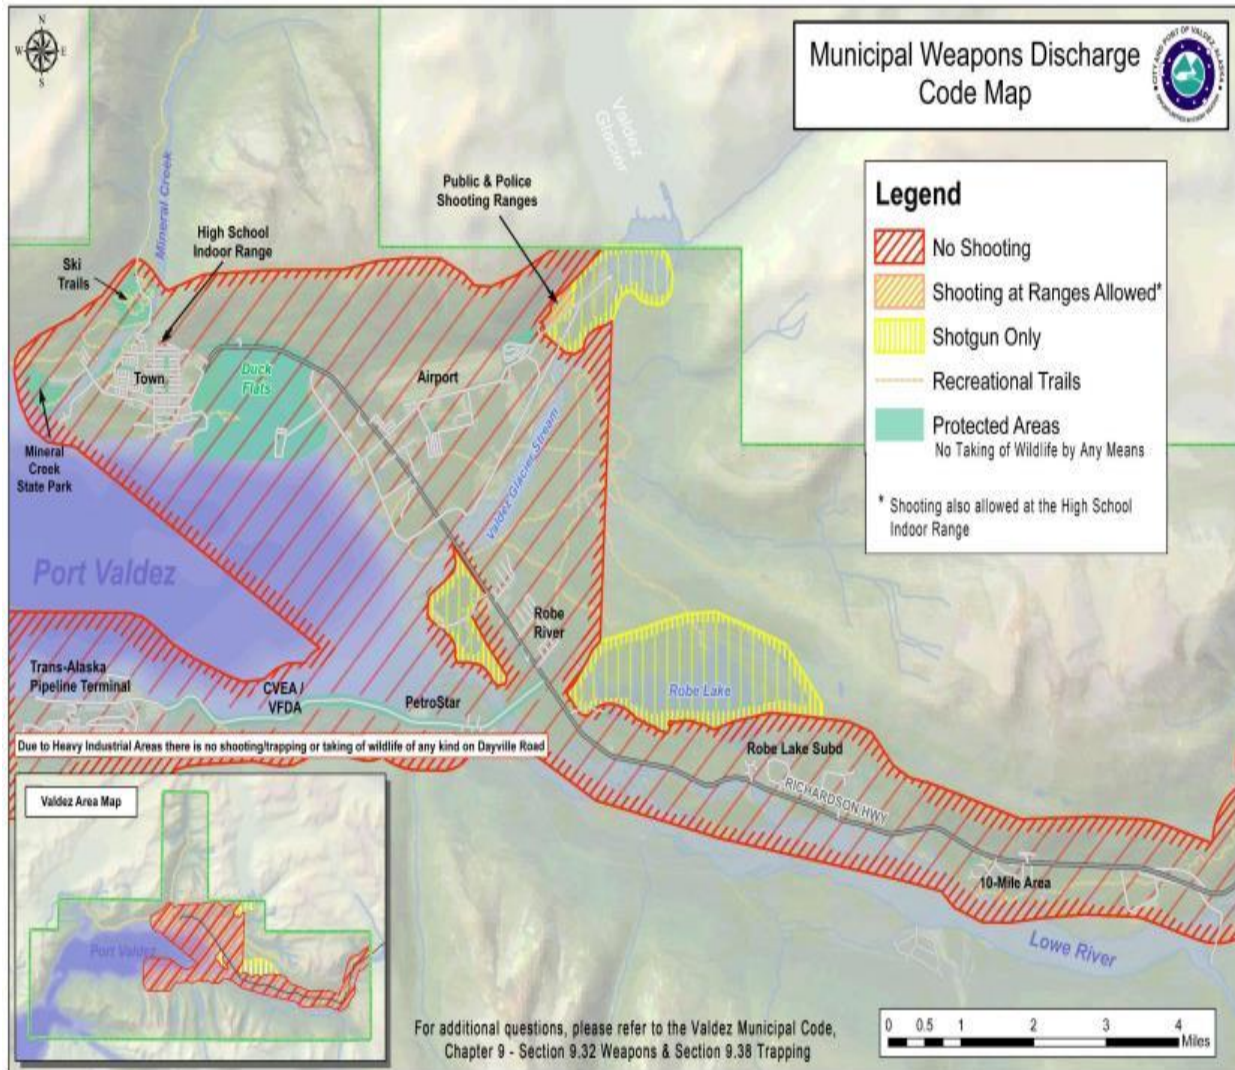 N
W
E
S
Municipal Weapons Discharge
Code Map
CITY AND PORT OF VALDEZ, ALASKA
Valdez
Glacier
Legend
No Shooting
Shooting at Ranges Allowed*
Shotgun Only
Recreational Trails
Protected Areas
No Taking of Wildlife by Any Means
* Shooting also allowed at the High School
Indoor Range
Mineral Creek
Public & Police
Shooting Ranges
High School
Indoor Range
Ski
Trails
Town
Duck
Flats
Airport
Mineral
Creek
State Park
Valdez Glacier Stream
Port Valdez
Robe
River
Robe Lake
Trans-Alaska
Pipeline Terminal
CVEA /
VFDA
PetroStar
Due to Heavy Industrial Areas there is no shooting/trapping or taking of wildlife of any kind on Dayville Road
Robe Lake Subd
RICHARDSON HWY
10-Mile Area
Lowe River
Valdez Area Map
Port Valdez
For additional questions, please refer to the Valdez Municipal Code,
Chapter 9 - Section 9.32 Weapons & Section 9.38 Trapping
0 0.5 1 2 3 4
Miles